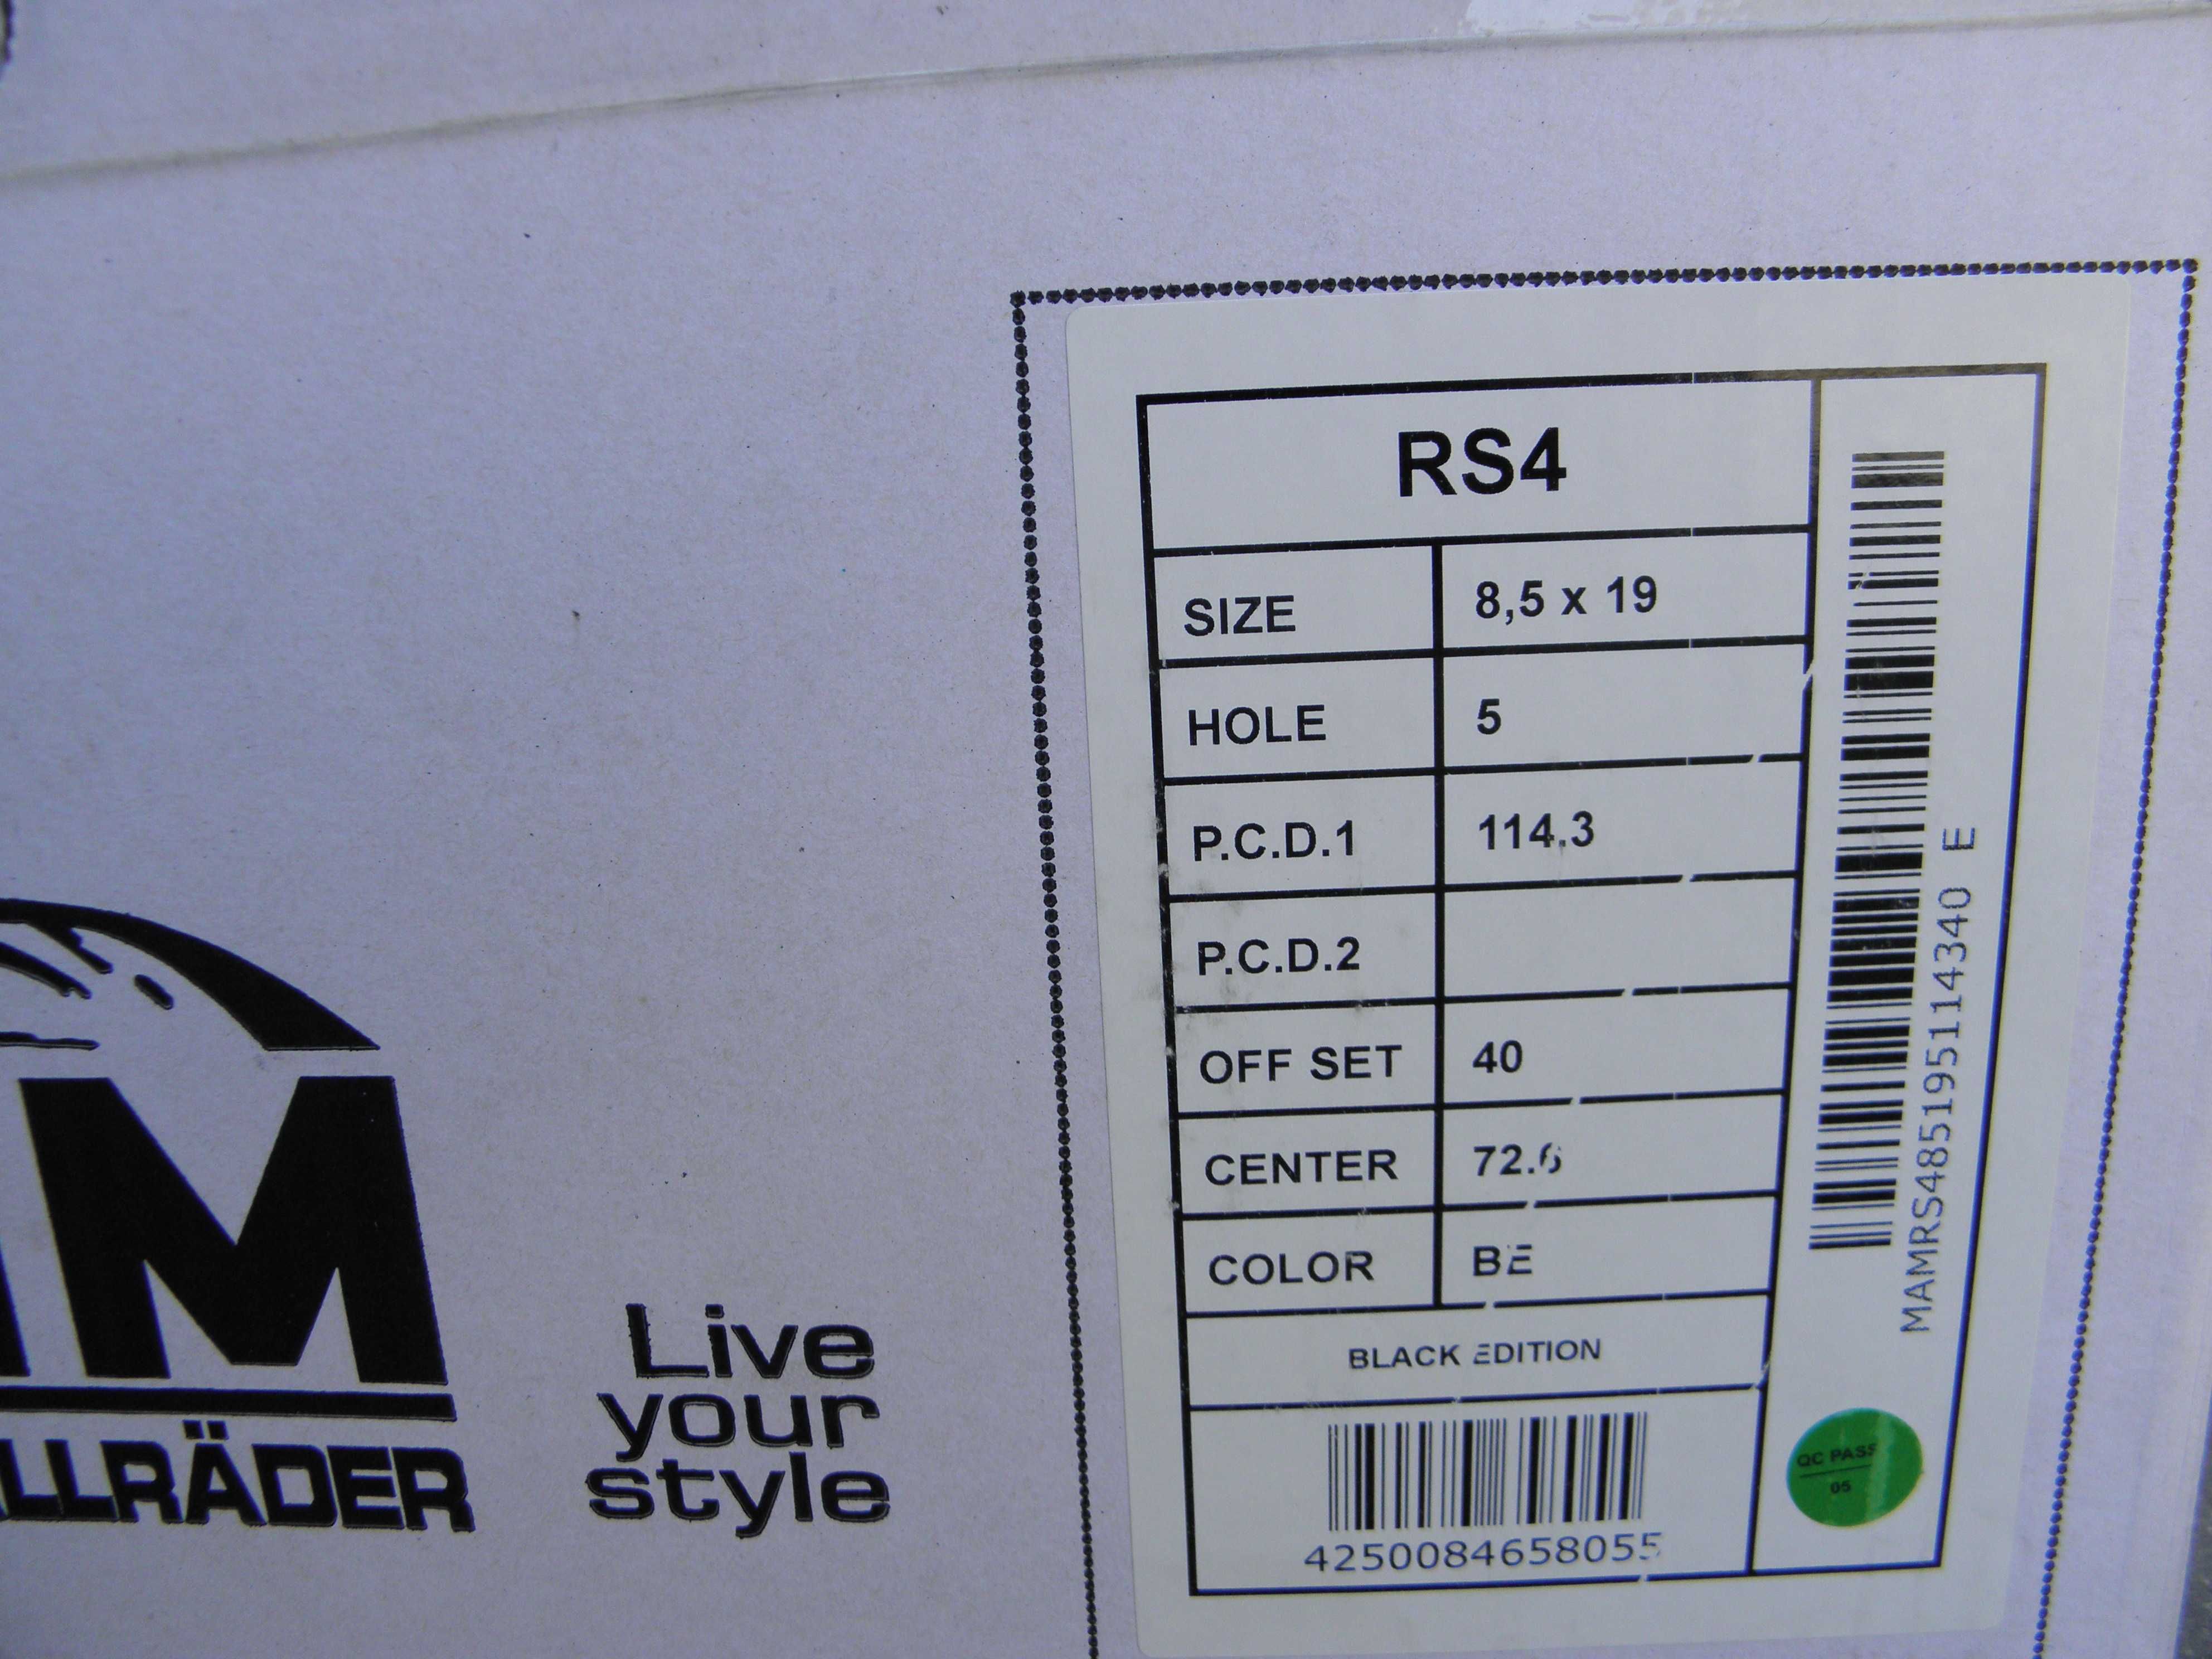 RS4
SIZE 8,5 x 19
HOLE 5
P.C.D.1 114.3
P.C.D.2
OFF SET 40
CENTER 72.6
COLOR BE
BLACK EDITION
4250084658055
MAMRS485195114340 E
QC PASS
05
M
LLRÄDER
Live
your
style